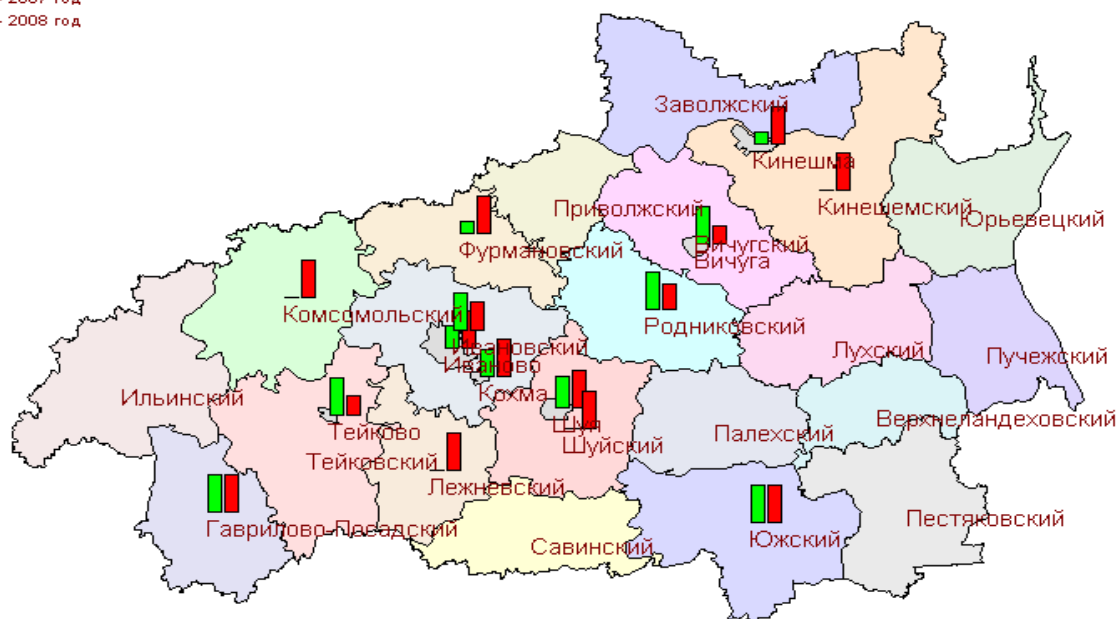 - 2008 год
Заволжский
Кинешма
Кинешемский
Приволжский
Юрьевецкий
Фурмановский
Вичугский
Вичуга
Комсомольский
Родниковский
Ивановский
Иваново
Лухский
Пучежский
Кохма
Ильинский
Тейково
Шуйский
Палехский
Верхнеландеховский
Тейковский
Лежневский
Гаврилово-Посадский
Савинский
Южский
Пестяковский